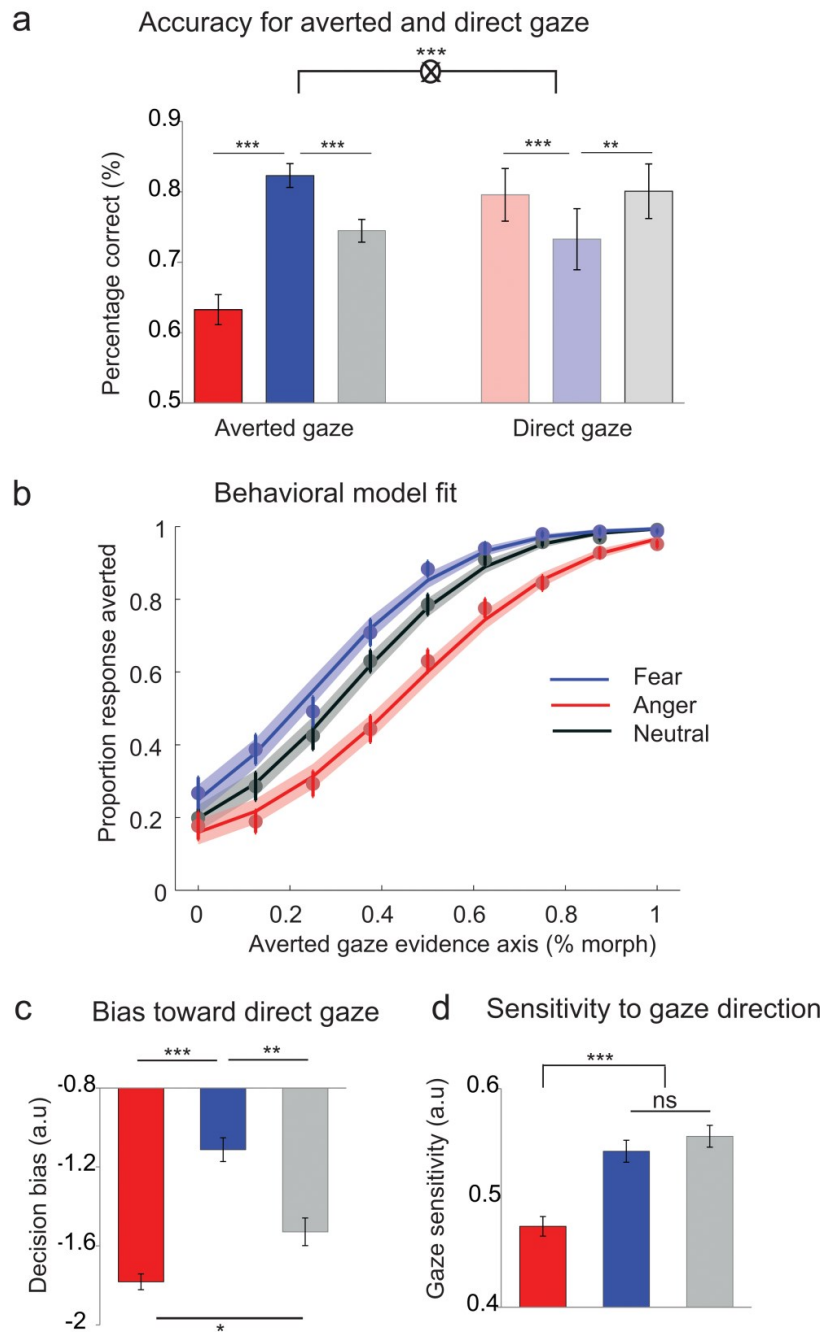 a Accuracy for averted and direct gaze
***
0.9
*** *** *** **
0.8
0.7
0.6
0.5
Percentage correct (%)
Averted gaze Direct gaze
b Behavioral model fit
1
0.8
0.6
0.4
0.2
0
Proportion response averted
Fear
Anger
Neutral
0 0.2 0.4 0.6 0.8 1
Averted gaze evidence axis (% morph)
c Bias toward direct gaze
*** **
-0.8
-1.2
-1.6
-2
Decision bias (a.u)
*
d Sensitivity to gaze direction
***
0.6
ns
0.5
0.4
Gaze sensitivity (a.u)